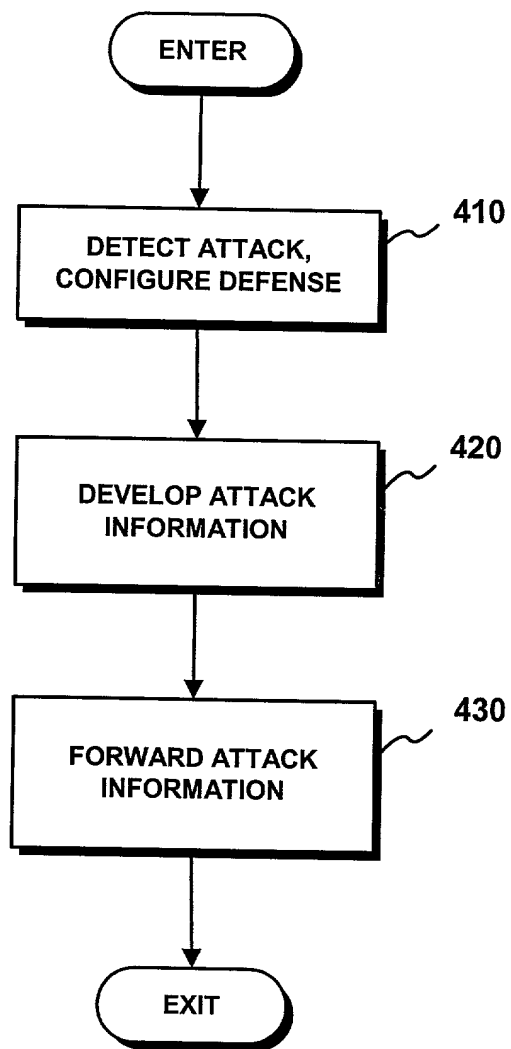 ENTER
410
DETECT ATTACK,
CONFIGURE DEFENSE
420
DEVELOP ATTACK
INFORMATION
430
FORWARD ATTACK
INFORMATION
EXIT